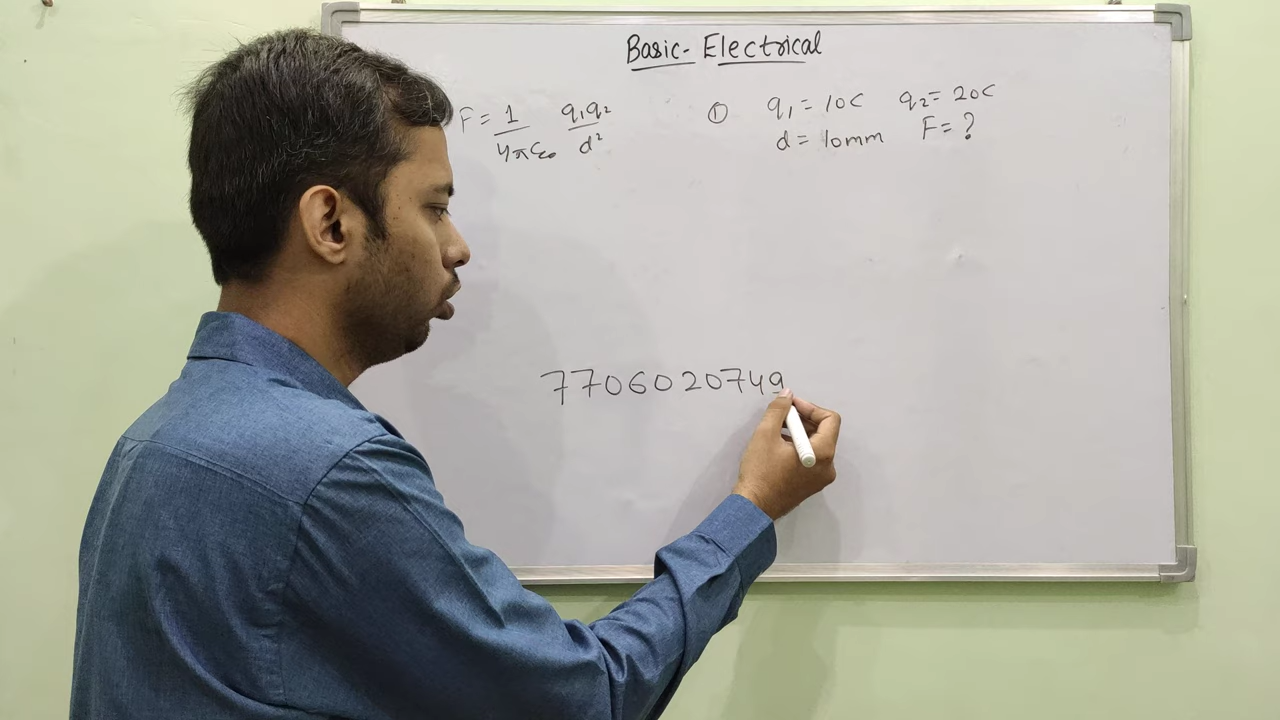 Basic- Electrical
F = 1/4πϵ₀ q₁q₂/d²
① q₁ = 10C q₂ = 20C
d = 10mm F = ?
7706020749